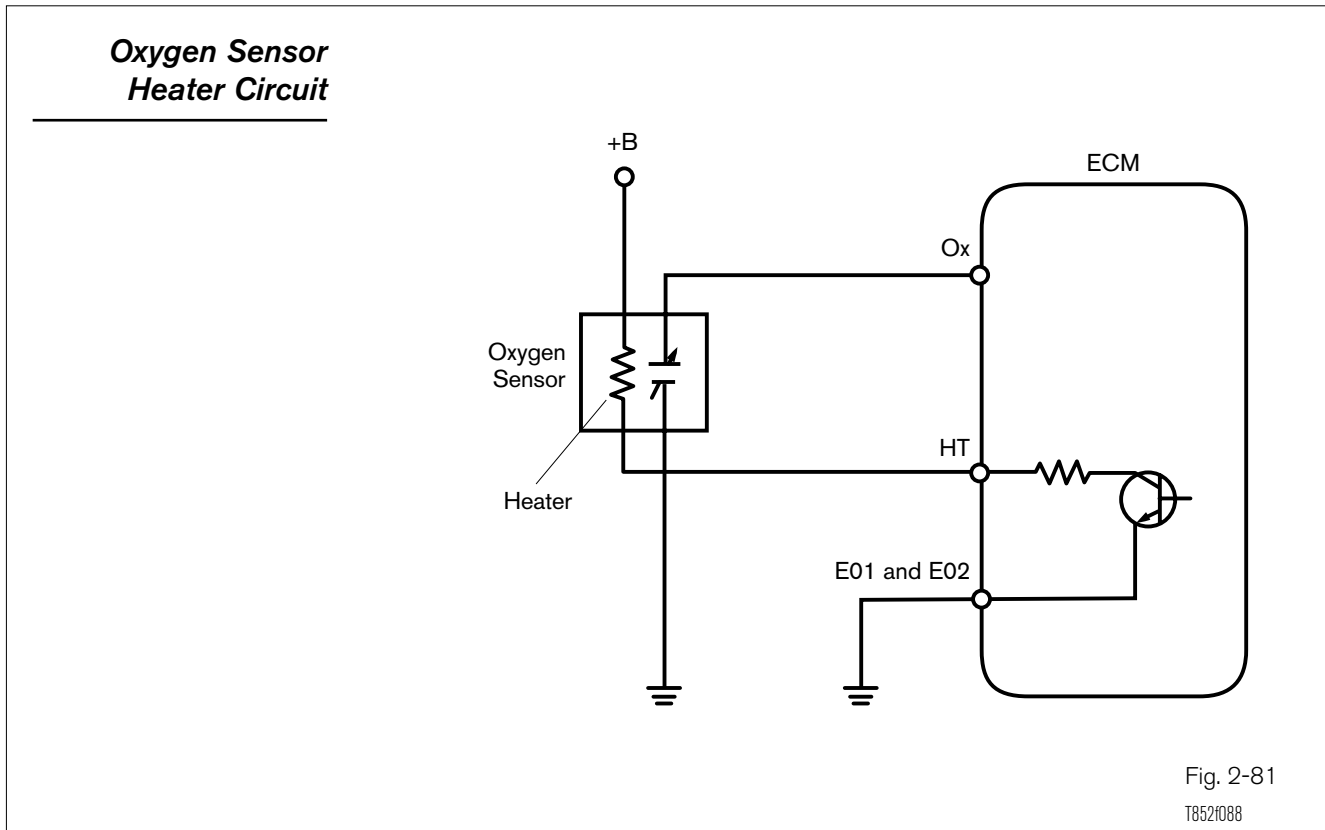 Oxygen Sensor
Heater Circuit
+B
ECM
Ox
Oxygen
Sensor
HT
Heater
E01 and E02
Fig. 2-81
T852f088